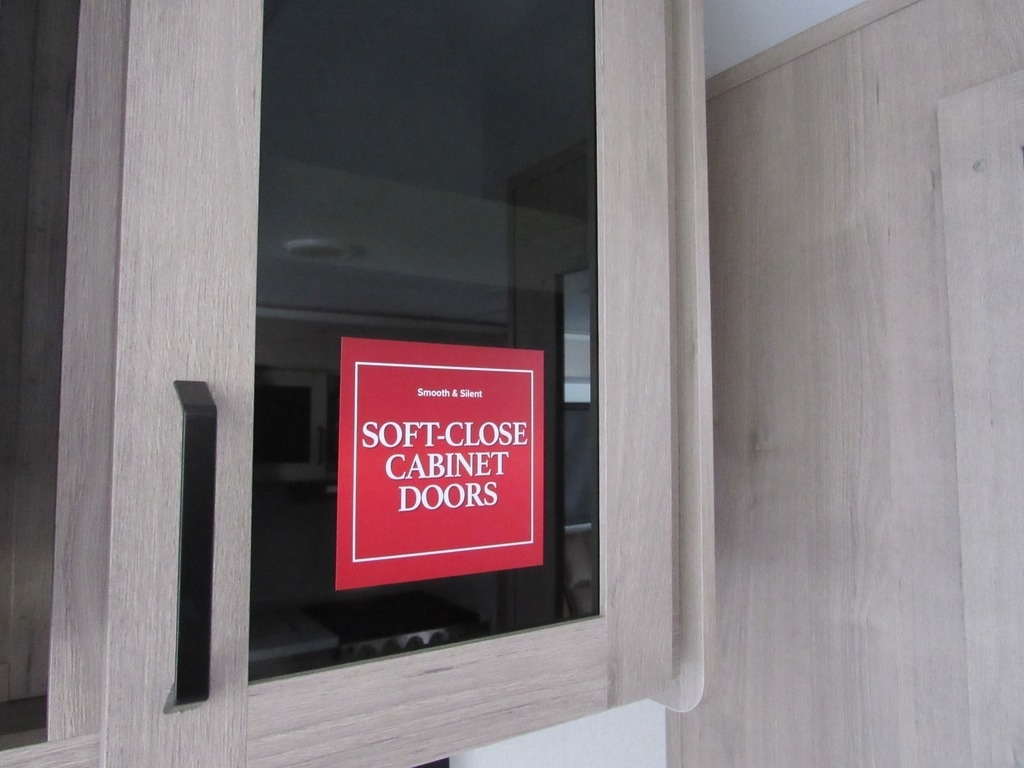 Smooth & Silent
SOFT-CLOSE
CABINET
DOORS